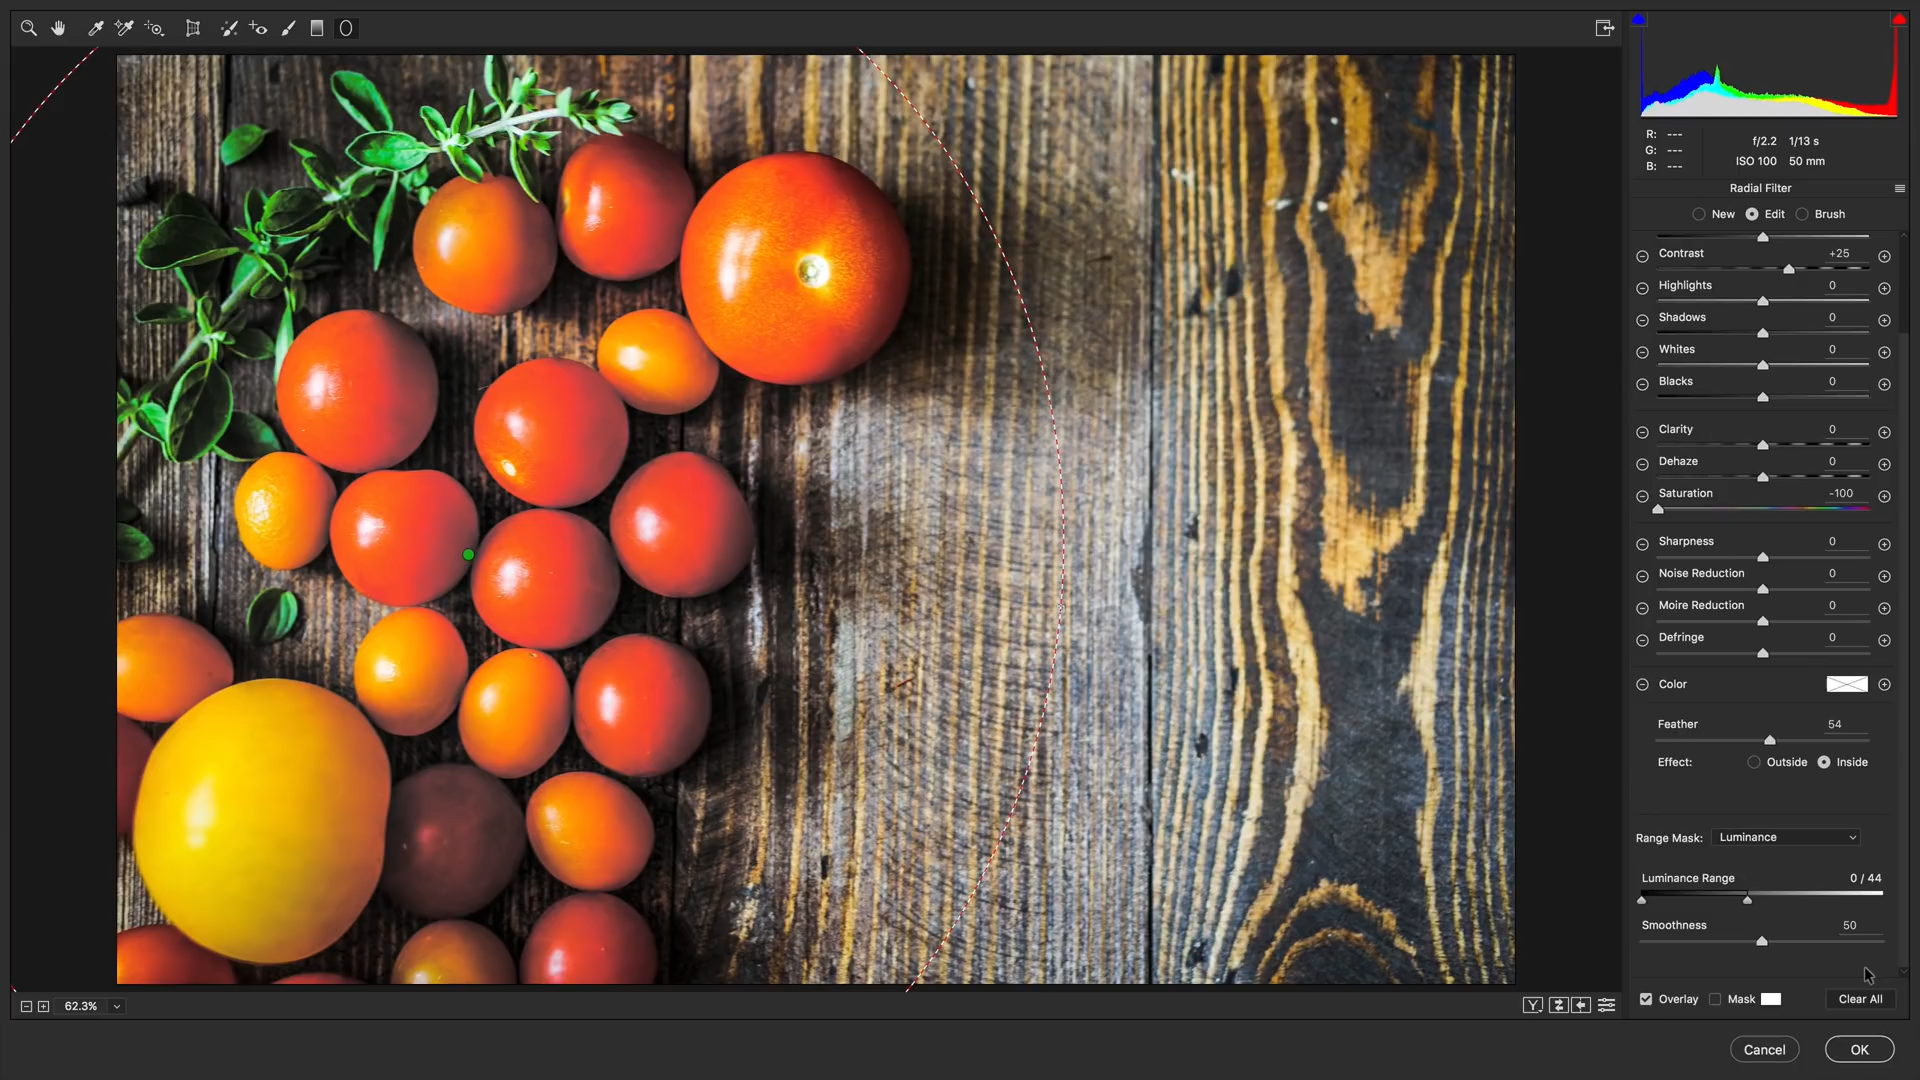 R: ---
G: ---
B: ---
f/2.2 1/13 s
ISO 100 50 mm
Radial Filter
New Edit Brush
Contrast +25
Highlights 0
Shadows 0
Whites 0
Blacks 0
Clarity 0
Dehaze 0
Saturation -100
Sharpness 0
Noise Reduction 0
Moire Reduction 0
Defringe 0
Color
Feather 54
Effect: Outside Inside
Range Mask: Luminance
Luminance Range 0 / 44
Smoothness 50
62.3%
Y
Overlay Mask Clear All
Cancel OK